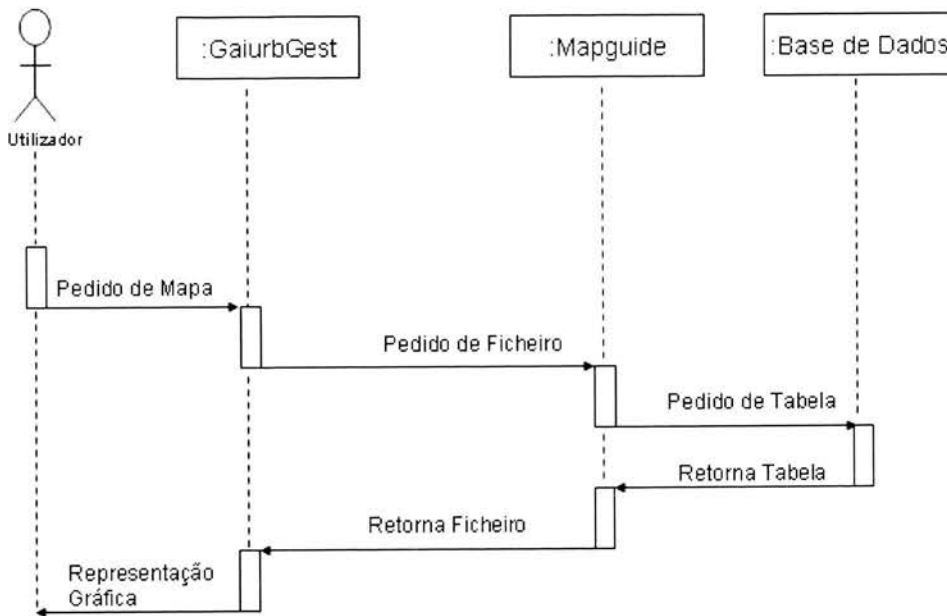 :GaiurbGest
:Mapguide
:Base de Dados
Utilizador
Pedido de Mapa
Pedido de Ficheiro
Pedido de Tabela
Retorna Tabela
Retorna Ficheiro
Representação
Gráfica